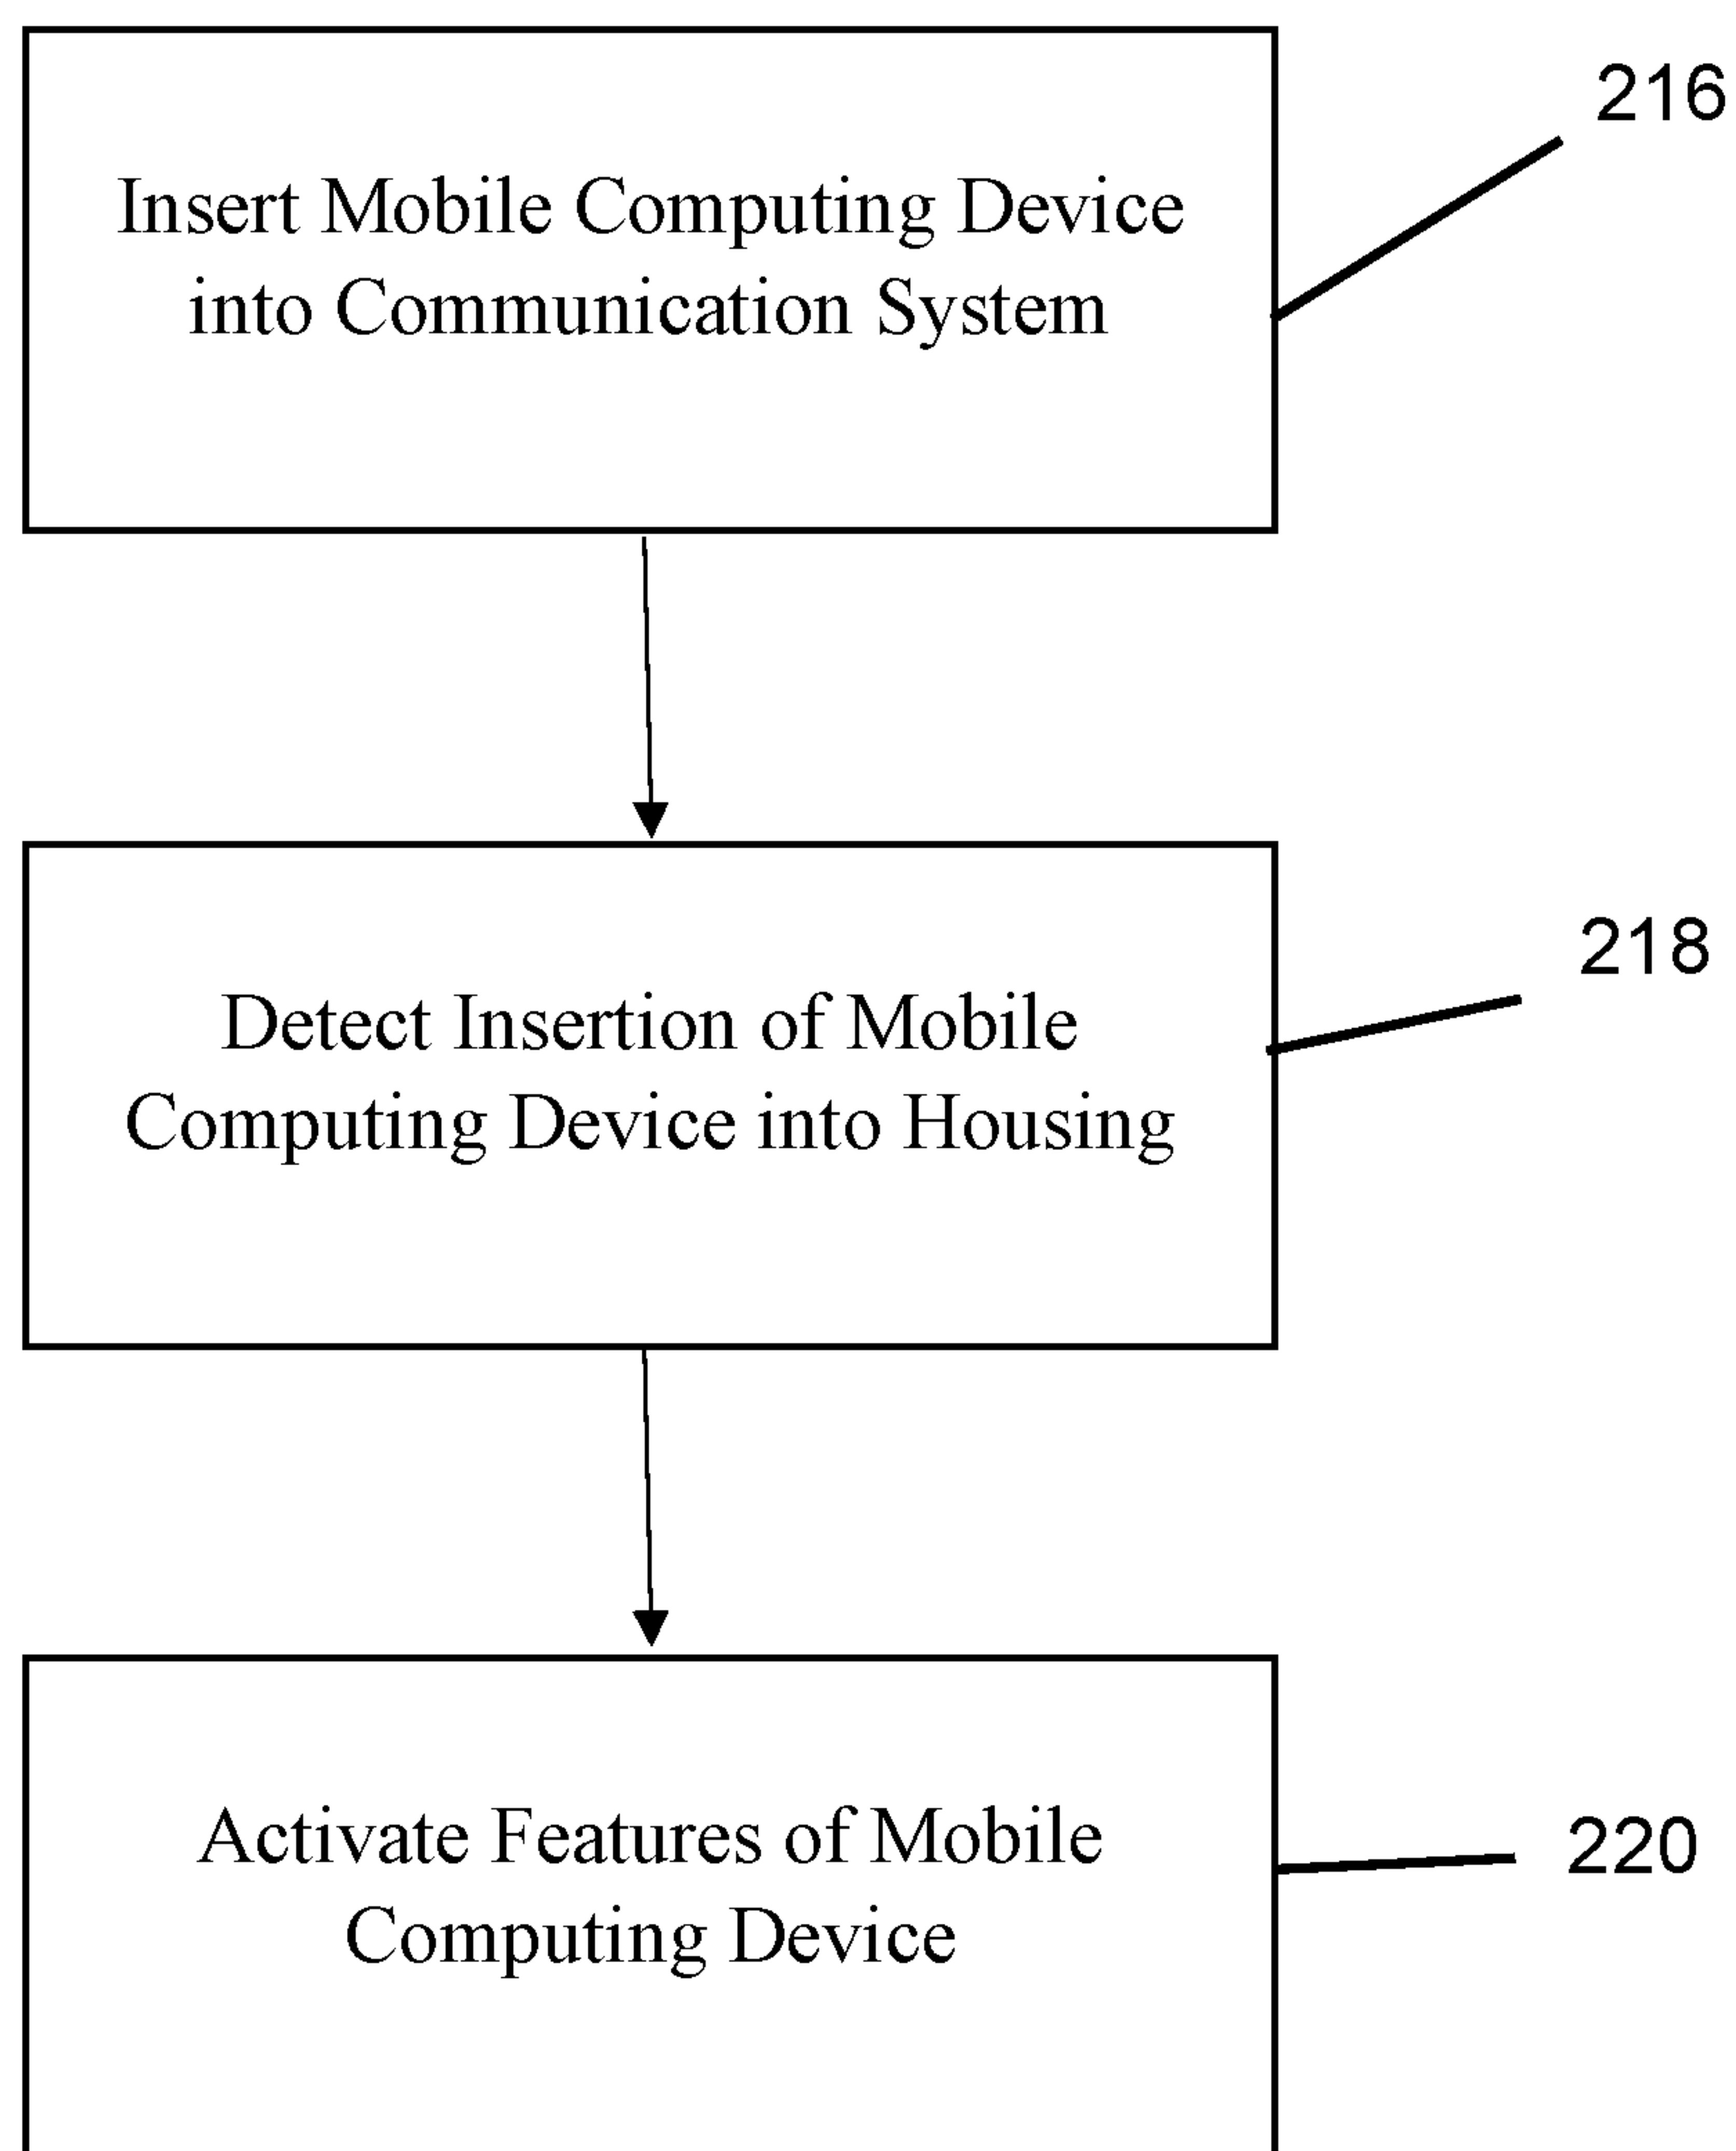 216
Insert Mobile Computing Device
into Communication System
218
Detect Insertion of Mobile
Computing Device into Housing
220
Activate Features of Mobile
Computing Device